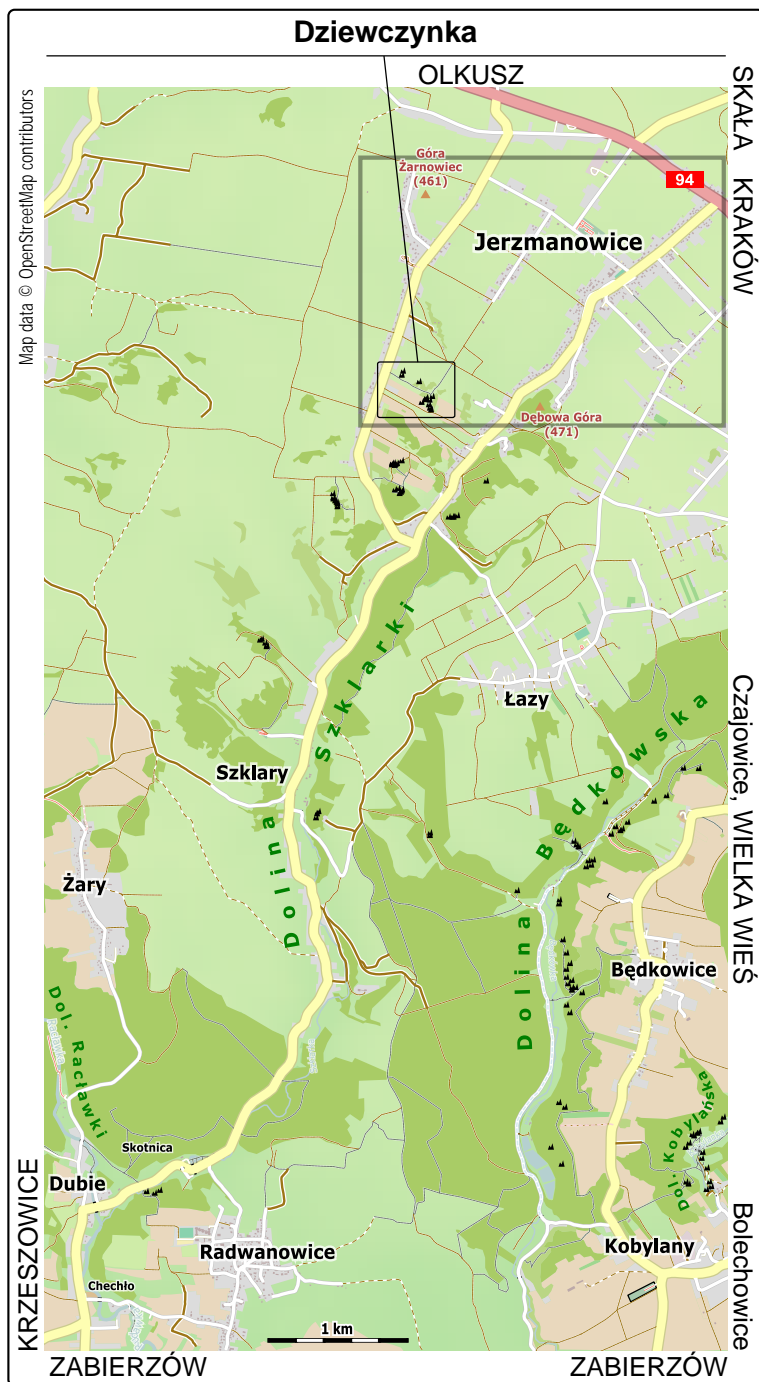 Dziewczynka
OLKUSZ
SKAŁA KRAKÓW
Map data © OpenStreetMap contributors
Góra
Żarnowiec
(461)
94
Jerzmanowice
Dębowa Góra
(471)
Dolina Szklarki
Łazy
Szklary
Czajowice, WIELKA WIEŚ
Dolina Będkowska
Żary
Będkowice
Dol. Racławki
Dol. Kobylańska
Skotnica
Dubie
KRZESZOWICE
Radwanowice
Kobylany
Bolechowice
Chechło
1 km
ZABIERZÓW
ZABIERZÓW